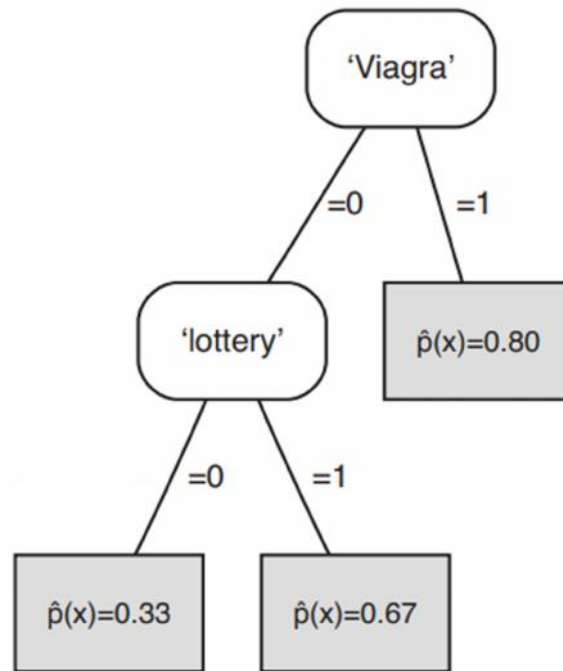 ‘Viagra’
=0
=1
‘lottery’
p̂(x)=0.80
=0
=1
p̂(x)=0.33
p̂(x)=0.67